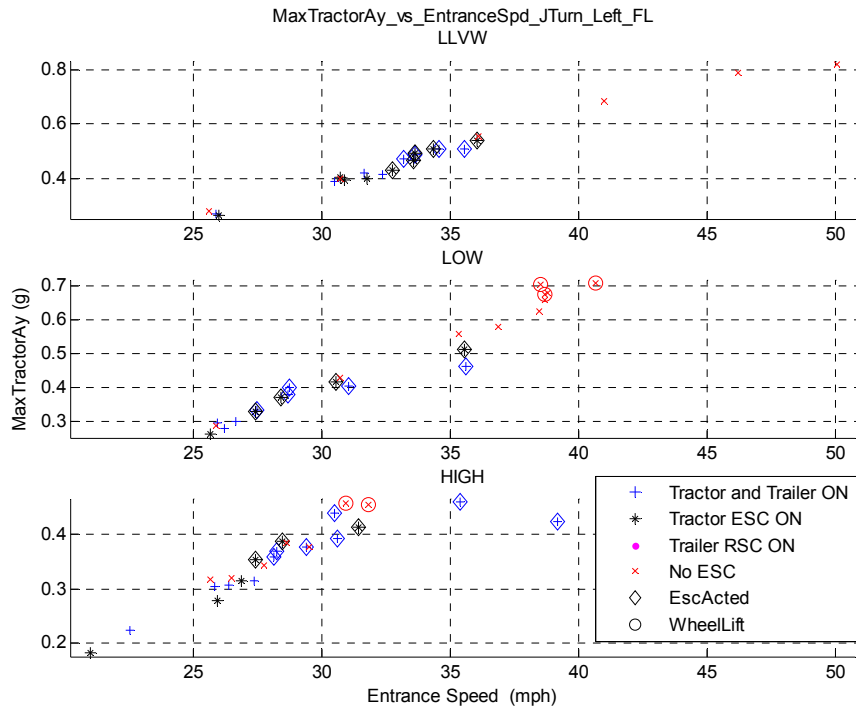 MaxTractorAy_vs_EntranceSpd_JTurn_Left_FL
LLVW
0.8
0.6
0.4
25 30 35 40 45 50
LOW
0.7
0.6
0.5
0.4
0.3
MaxTractorAy (g)
25 30 35 40 45 50
HIGH
0.4
0.3
0.2
Tractor and Trailer ON
Tractor ESC ON
Trailer RSC ON
No ESC
EscActed
WheelLift
25 30 35 40 45 50
Entrance Speed (mph)